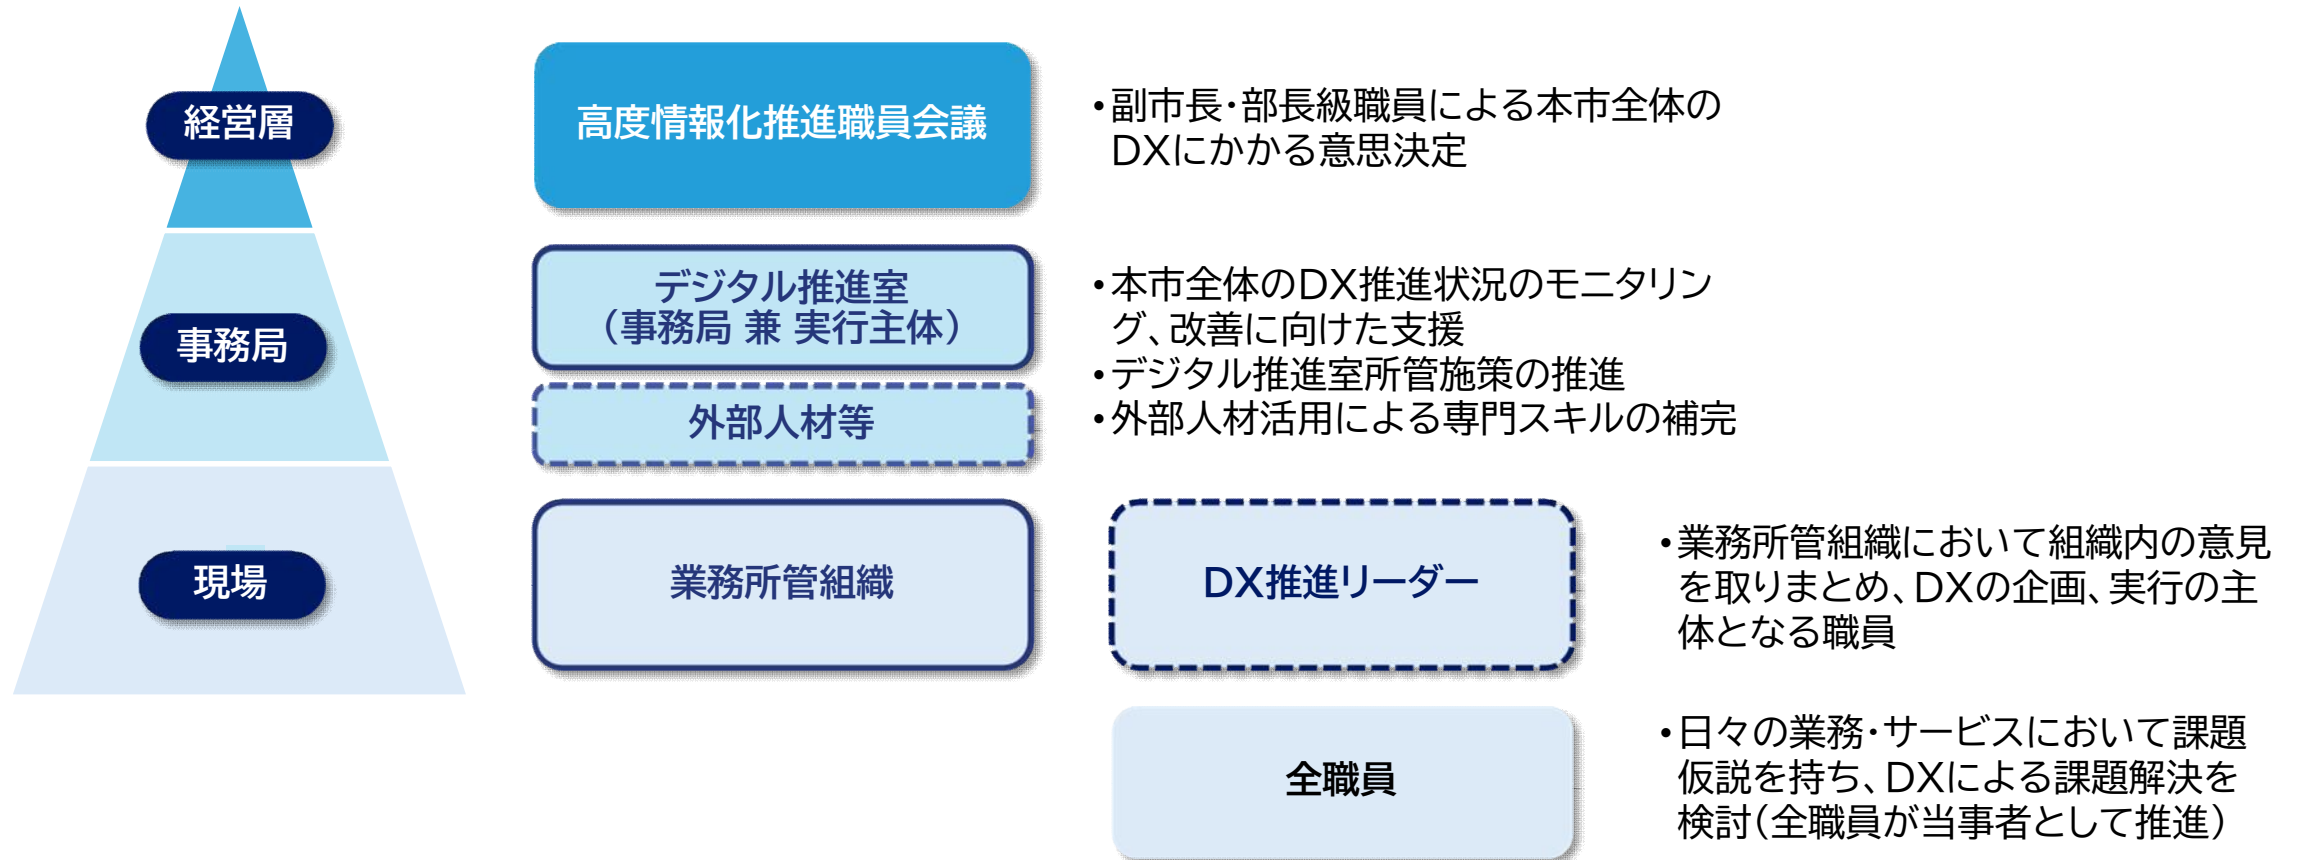 経営層
高度情報化推進職員会議
・副市長・部長級職員による本市全体の
DXにかかる意思決定
事務局
デジタル推進室
（事務局 兼 実行主体）
外部人材等
・本市全体のDX推進状況のモニタリン
グ、改善に向けた支援
・デジタル推進室所管施策の推進
・外部人材活用による専門スキルの補完
現場
業務所管組織
DX推進リーダー
・業務所管組織において組織内の意見
を取りまとめ、DXの企画、実行の主
体となる職員
全職員
・日々の業務・サービスにおいて課題
仮説を持ち、DXによる課題解決を
検討（全職員が当事者として推進）